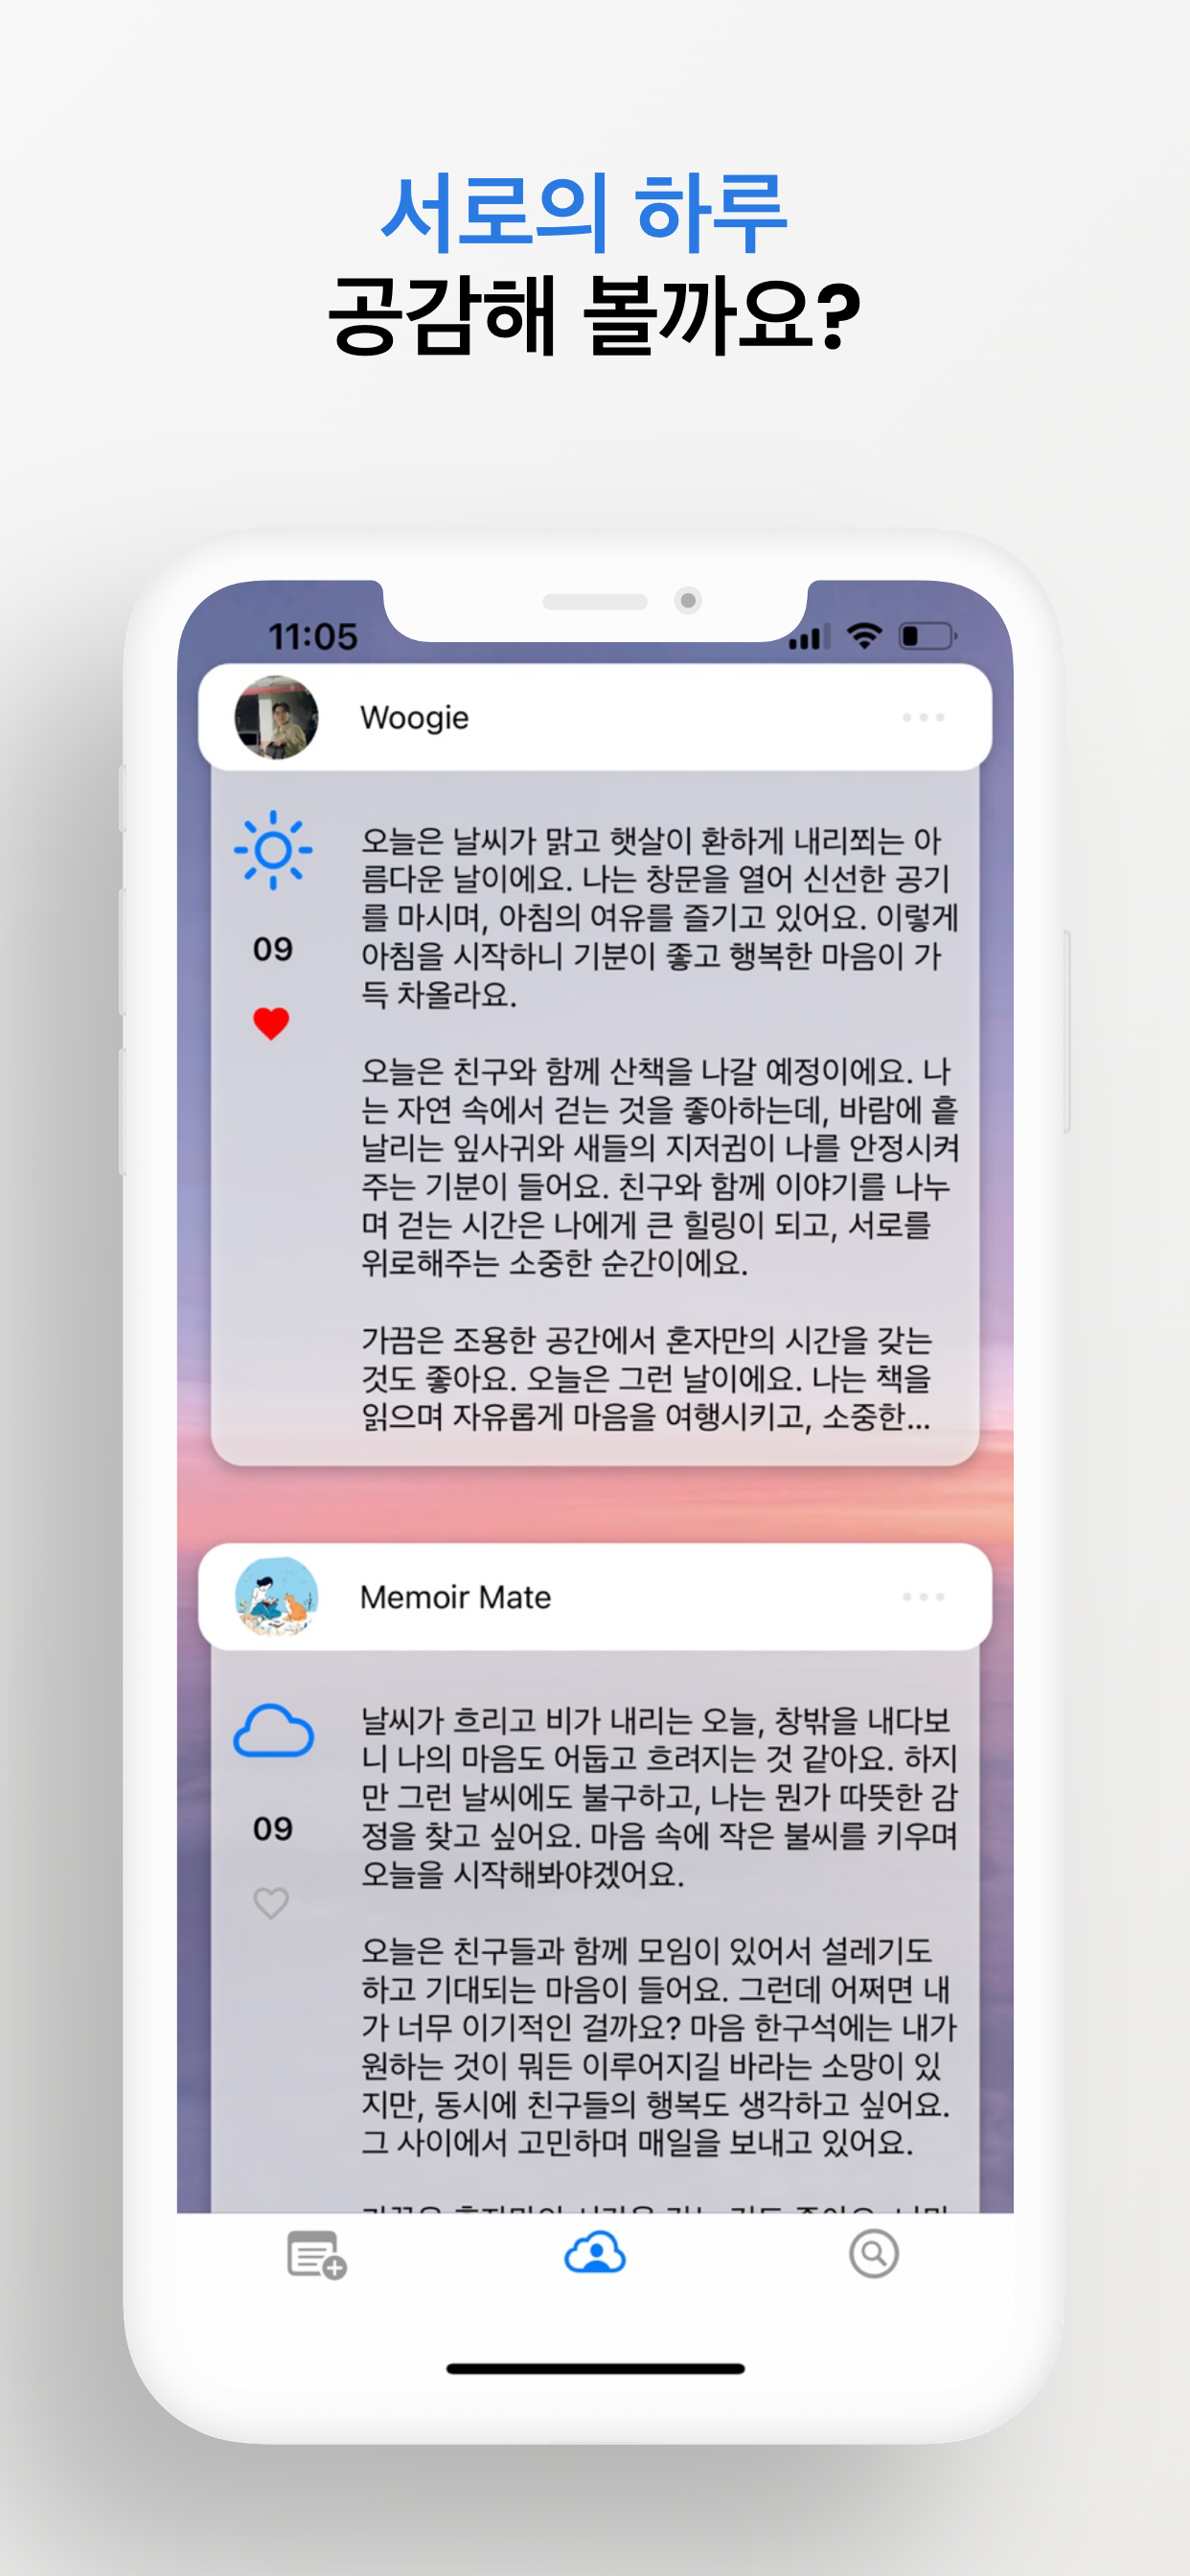 서로의 하루
공감해 볼까요?
11:05
Woogie
오늘은 날씨가 맑고 햇살이 환하게 내리쬐는 아
름다운 날이에요. 나는 창문을 열어 신선한 공기
를 마시며, 아침의 여유를 즐기고 있어요. 이렇게
09
아침을 시작하니 기분이 좋고 행복한 마음이 가
득 차올라요.
오늘은 친구와 함께 산책을 나갈 예정이에요. 나
는 자연 속에서 걷는 것을 좋아하는데, 바람에 흩
날리는 잎사귀와 새들의 지저귐이 나를 안정시켜
주는 기분이 들어요. 친구와 함께 이야기를 나누
며 걷는 시간은 나에게 큰 힐링이 되고, 서로를
위로해주는 소중한 순간이에요.
가끔은 조용한 공간에서 혼자만의 시간을 갖는
것도 좋아요. 오늘은 그런 날이에요. 나는 책을
읽으며 자유롭게 마음을 여행시키고, 소중한...
Memoir Mate
날씨가 흐리고 비가 내리는 오늘, 창밖을 내다보
니 나의 마음도 어둡고 흐려지는 것 같아요. 하지
만 그런 날씨에도 불구하고, 나는 뭔가 따뜻한 감
09
정을 찾고 싶어요. 마음 속에 작은 불씨를 키우며
오늘을 시작해봐야겠어요.
오늘은 친구들과 함께 모임이 있어서 설레기도
하고 기대되는 마음이 들어요. 그런데 어쩌면 내
가 너무 이기적인 걸까요? 마음 한구석에는 내가
원하는 것이 뭐든 이루어지길 바라는 소망이 있
지만, 동시에 친구들의 행복도 생각하고 싶어요.
그 사이에서 고민하며 매일을 보내고 있어요.